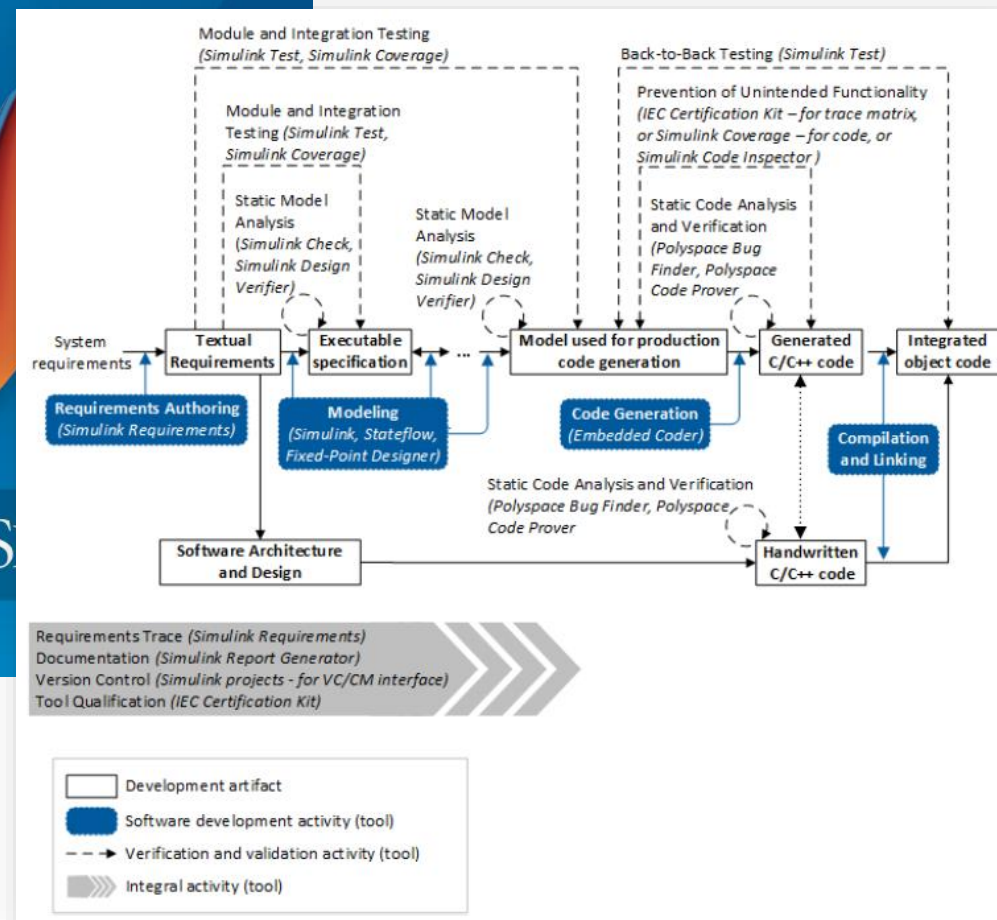 Module and Integration Testing
(Simulink Test, Simulink Coverage)
Back-to-Back Testing (Simulink Test)
Module and Integration
Testing (Simulink Test,
Simulink Coverage)
Prevention of Unintended Functionality
(IEC Certification Kit – for trace matrix,
or Simulink Coverage – for code, or
Simulink Code Inspector )
Static Model
Analysis
(Simulink Check,
Simulink Design
Verifier)
Static Model
Analysis
(Simulink Check,
Simulink Design
Verifier)
Static Code Analysis
and Verification
(Polyspace Bug
Finder, Polyspace
Code Prover
System
requirements
Textual
Requirements
Executable
specification
...
Model used for production
code generation
Generated
C/C++ code
Integrated
object code
Requirements Authoring
(Simulink Requirements)
Modeling
(Simulink, Stateflow,
Fixed-Point Designer)
Code Generation
(Embedded Coder)
Compilation
and Linking
Static Code Analysis and Verification
(Polyspace Bug Finder, Polyspace
Code Prover
Software Architecture
and Design
Handwritten
C/C++ code
Requirements Trace (Simulink Requirements)
Documentation (Simulink Report Generator)
Version Control (Simulink projects - for VC/CM interface)
Tool Qualification (IEC Certification Kit)
Development artifact
Software development activity (tool)
Verification and validation activity (tool)
Integral activity (tool)